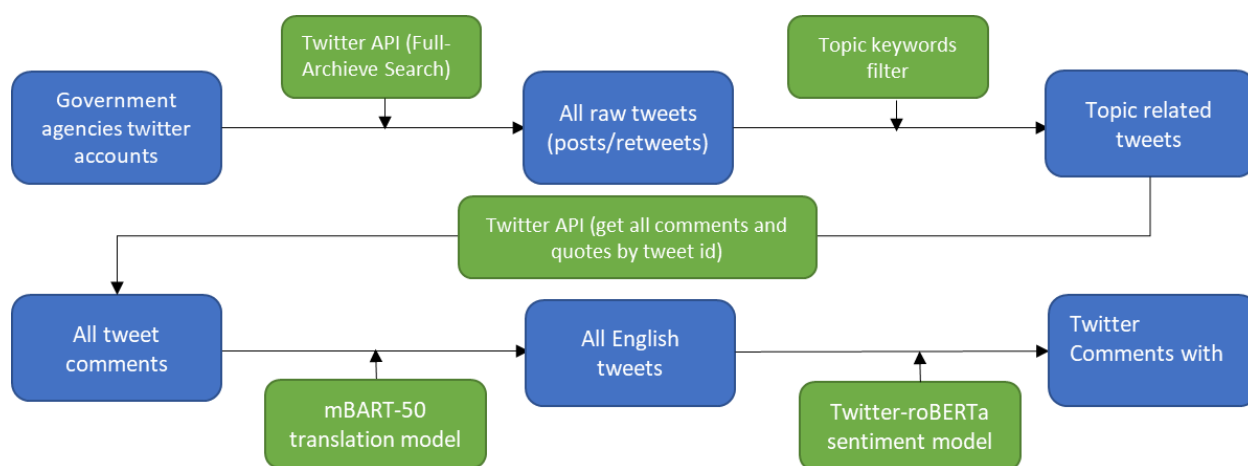 Twitter API (Full-
Archieve Search)
Topic keywords
filter
Government
agencies twitter
accounts
All raw tweets
(posts/retweets)
Topic related
tweets
Twitter API (get all comments and
quotes by tweet id)
All tweet
comments
All English
tweets
Twitter
Comments with
mBART-50
translation model
Twitter-roBERTa
sentiment model